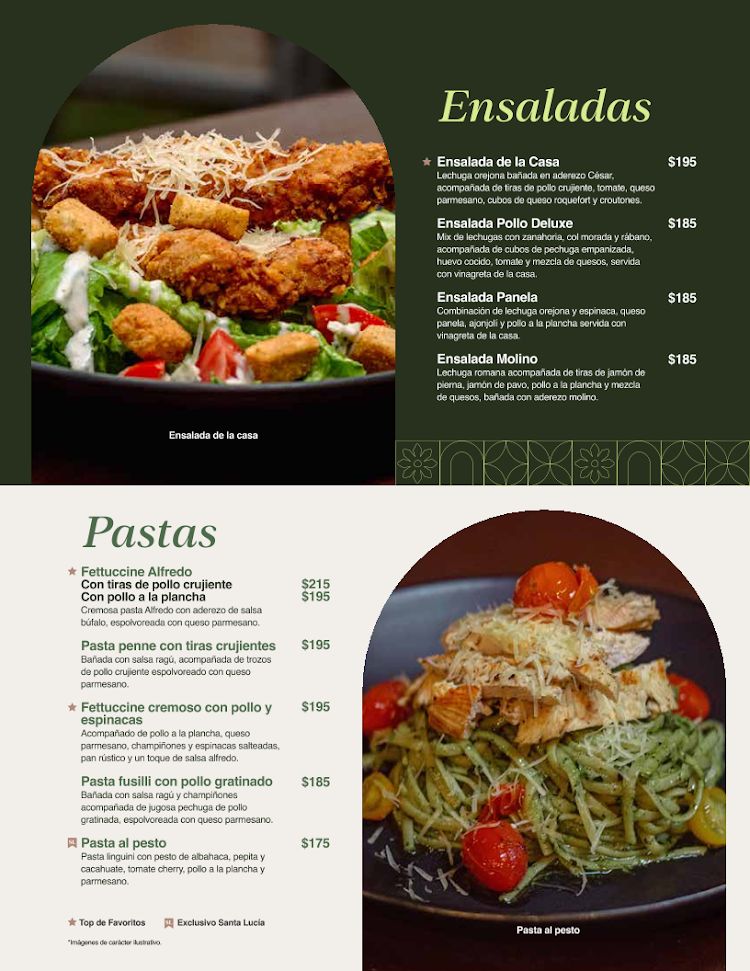 Ensaladas
Ensalada de la Casa $195
Lechuga orejona bañada en aderezo César,
acompañada de tiras de pollo crujiente, tomate, queso
parmesano, cubos de queso roquefort y croutones.
Ensalada Pollo Deluxe $185
Mix de lechugas con zanahoria, col morada y rábano,
acompañada de cubos de pechuga empanizada,
huevo cocido, tomate y mezcla de quesos, servida
con vinagreta de la casa.
Ensalada Panela $185
Combinación de lechuga orejona y espinaca, queso
panela, ajonjolí y pollo a la plancha servida con
vinagreta de la casa.
Ensalada Molino $185
Lechuga romana acompañada de tiras de jamón de
pierna, jamón de pavo, pollo a la plancha y mezcla
de quesos, bañada con aderezo molino.
Ensalada de la casa
Pastas
Fettuccine Alfredo
Con tiras de pollo crujiente $215
Con pollo a la plancha $195
Cremosa pasta Alfredo con aderezo de salsa
búfalo, espolvoreada con queso parmesano.
Pasta penne con tiras crujientes $195
Bañada con salsa ragú, acompañada de trozos
de pollo crujiente espolvoreado con queso
parmesano.
Fettuccine cremoso con pollo y $195
espinacas
Acompañado de pollo a la plancha, queso
parmesano, champiñones y espinacas salteadas,
pan rústico y un toque de salsa alfredo.
Pasta fusilli con pollo gratinado $185
Bañada con salsa ragú y champiñones
acompañada de jugosa pechuga de pollo
gratinada, espolvoreada con queso parmesano.
Pasta al pesto $175
Pasta linguini con pesto de albahaca, pepita y
cacahuate, tomate cherry, pollo a la plancha y
parmesano.
Top de Favoritos Exclusivo Santa Lucía
*Imágenes de carácter ilustrativo.
Pasta al pesto